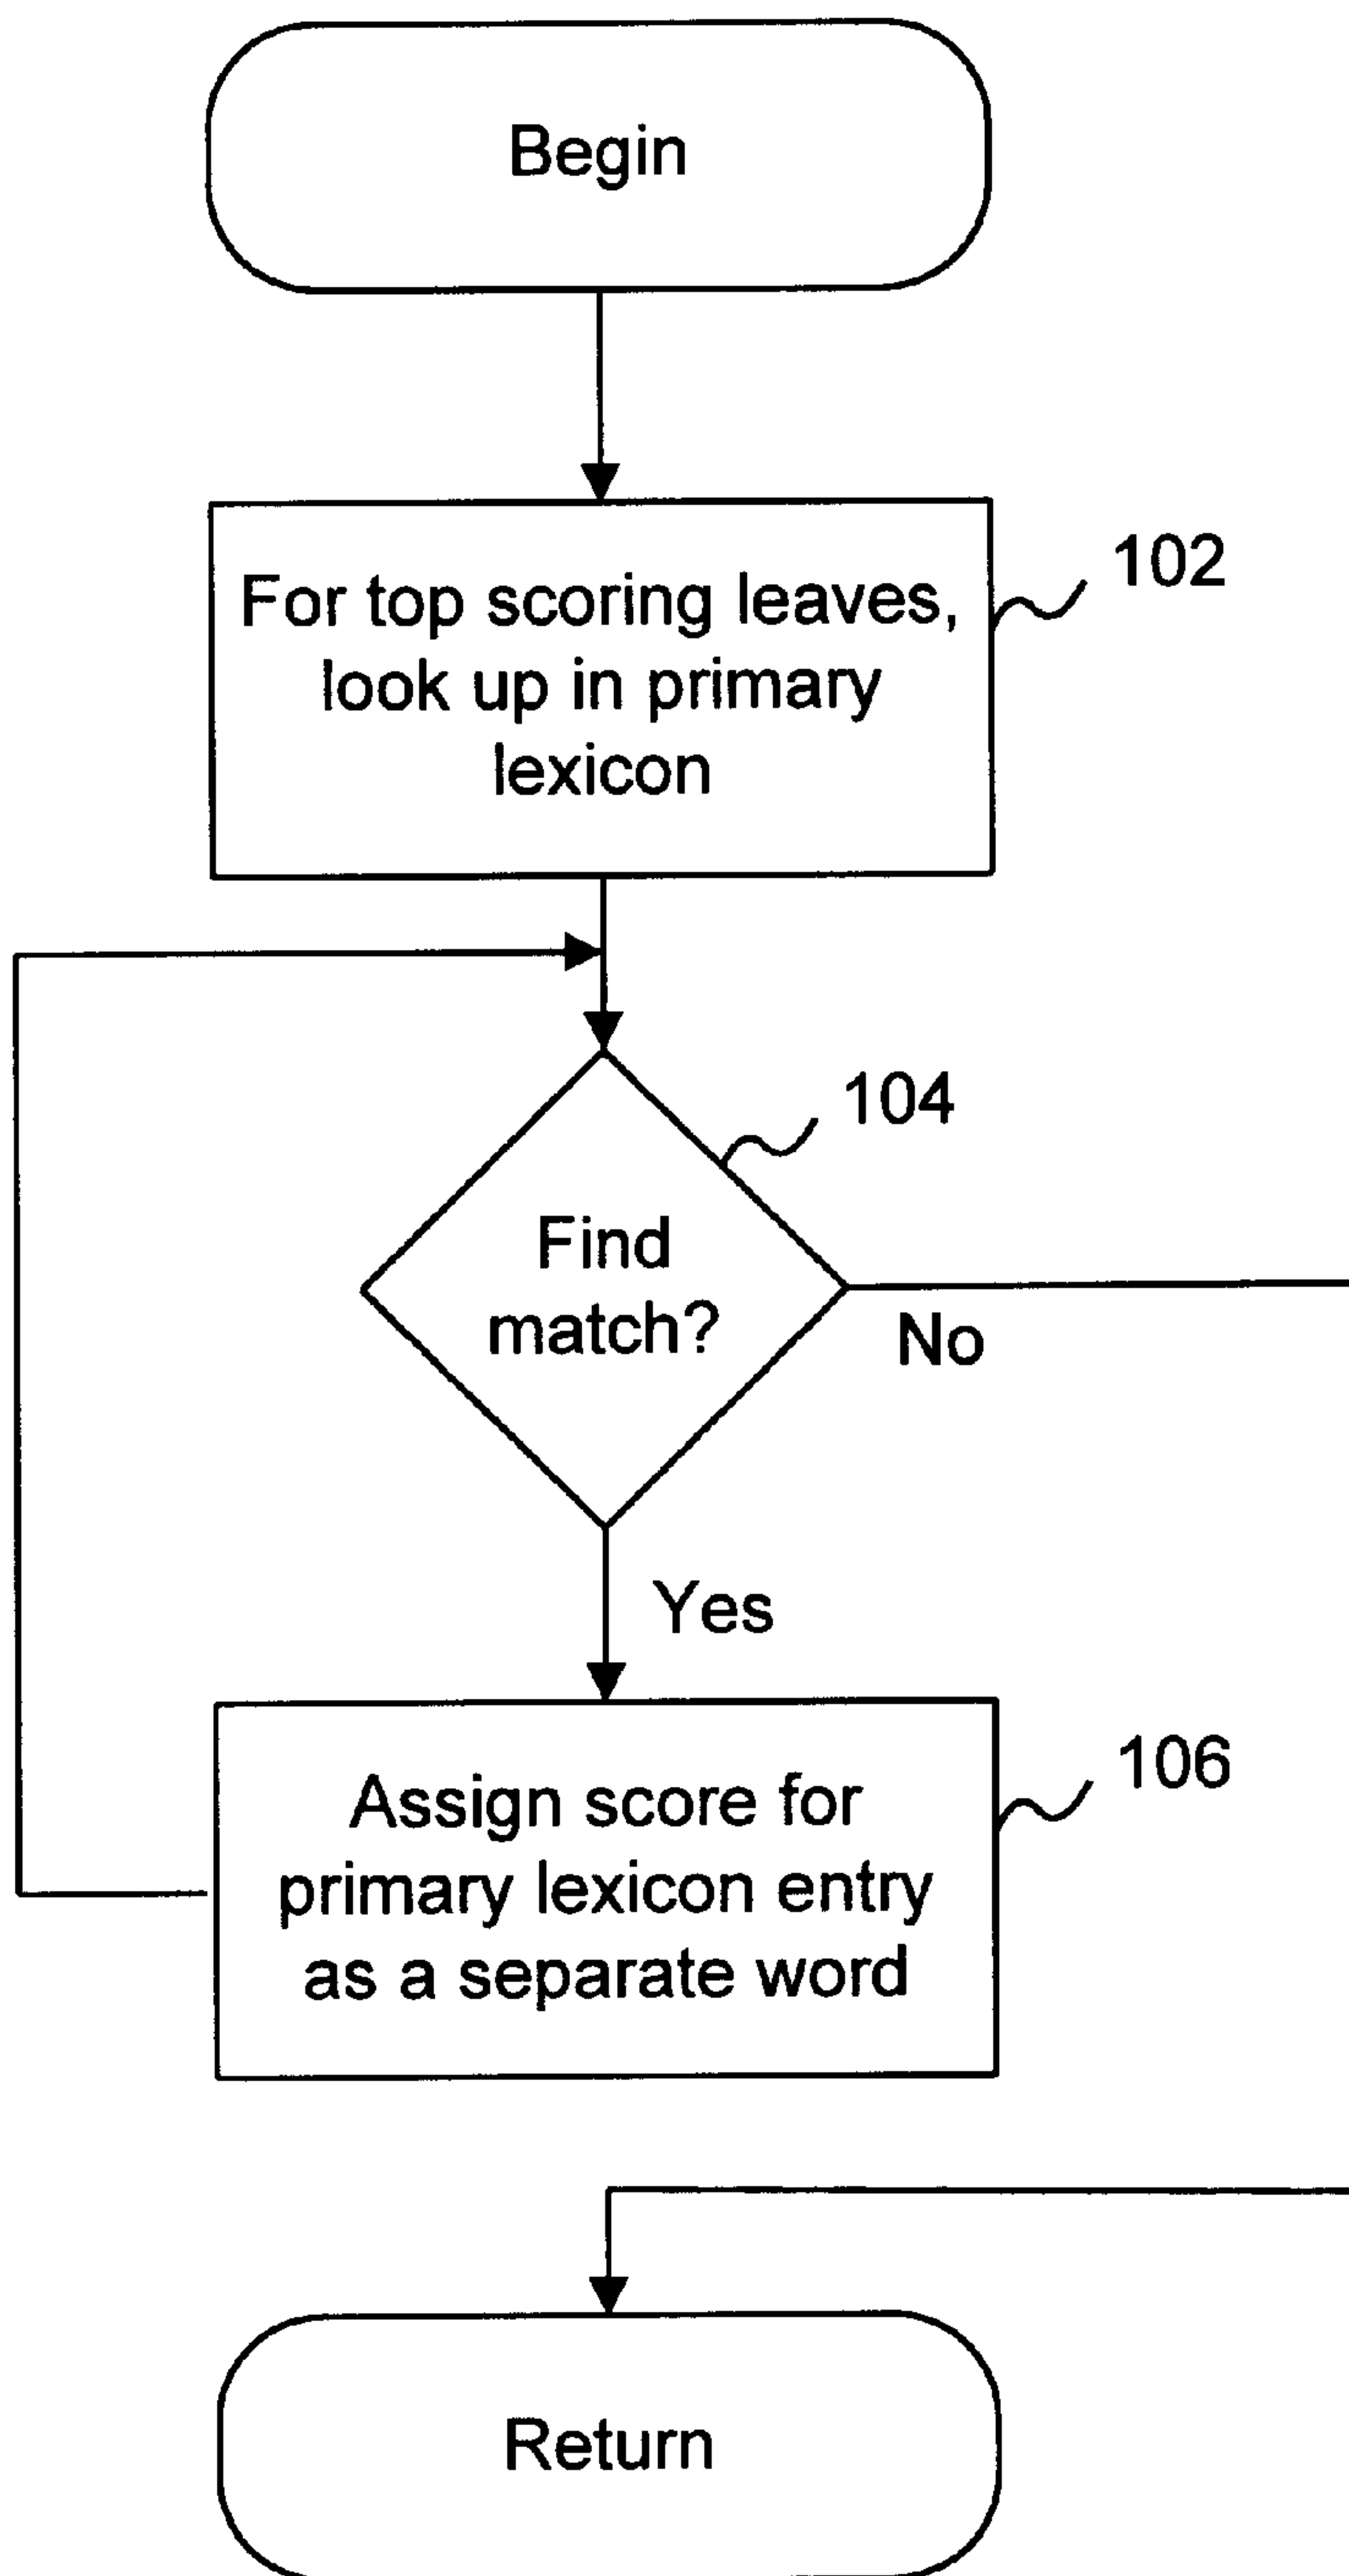 Begin
For top scoring leaves,
look up in primary
lexicon
102
104
Find
match?
No
Yes
Assign score for
primary lexicon entry
as a separate word
106
Return